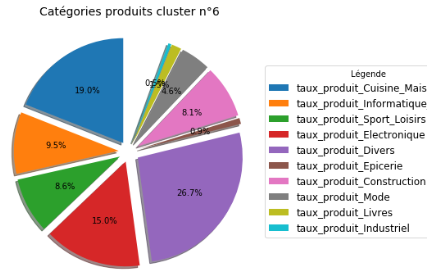 Catégories produits cluster n°6
19.0%
9.5%
8.6%
15.0%
26.7%
0.9%
8.1%
4.6%
Légende
taux_produit_Cuisine_Mais
taux_produit_Informatique
taux_produit_Sport_Loisirs
taux_produit_Electronique
taux_produit_Divers
taux_produit_Epicerie
taux_produit_Construction
taux_produit_Mode
taux_produit_Livres
taux_produit_Industriel